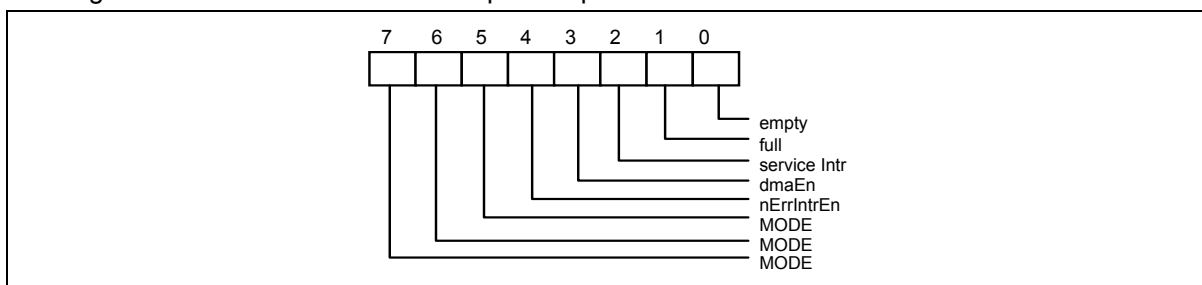 7 6 5 4 3 2 1 0
empty
full
service Intr
dmaEn
nErrIntrEn
MODE
MODE
MODE